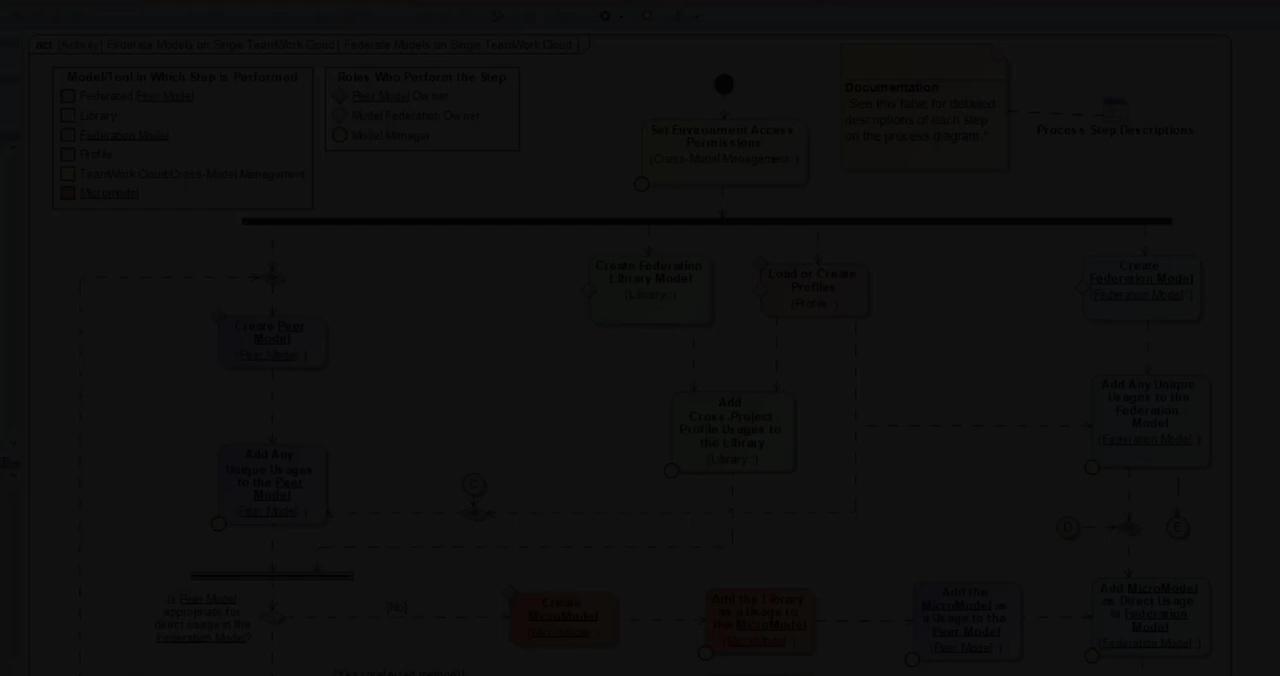 act [Activity] Federate Models on Single TeamWork Cloud[ Federate Models on Single TeamWork Cloud ]
Model/Tool in Which Step is Performed
Federated Peer Model
Library
Federation Model
Profile
TeamWork Cloud/Cross-Model Management
Micromodel
Roles Who Perform the Step
Peer Model Owner
Model Federation Owner
Model Manager
Set Environment Access
Permissions
(Cross-Model Management::)
Documentation
"See this table for detailed
descriptions of each step
on the process diagram."
Process Step Descriptions
Create Federation
Library Model
(Library::)
Load or Create
Profiles
(Profile::)
Create
Federation Model
(Federation Model::)
Create Peer
Model
(Peer Model::)
Add
Cross-Project
Profile Usages to
the Library
(Library::)
Add Any Unique
Usages to the
Federation
Model
(Federation Model::)
Add Any
Unique Usages
to the Peer
Model
(Peer Model::)
C
D
E
Is Peer Model
appropriate for
direct usage in the
Federation Model?
[No]
Create
MicroModel
(MicroModel::)
Add the Library
as a Usage to
the MicroModel
(MicroModel::)
Add the
MicroModel as
a Usage to the
Peer Model
(Peer Model::)
Add MicroModel
as Direct Usage
in Federation
Model
(Federation Model::)